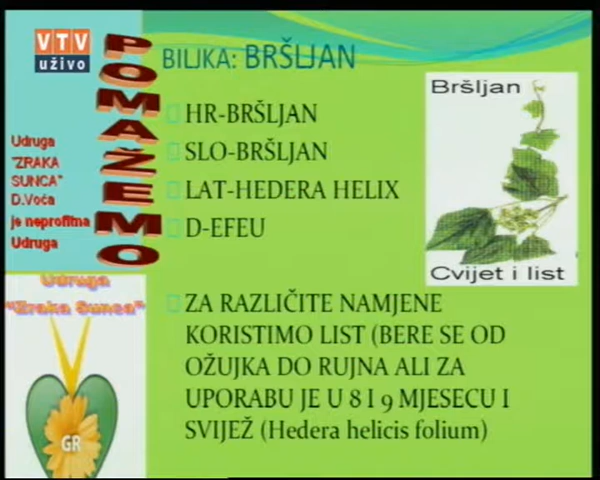 VTV
uživo
POMAŽEMO
Udruga
"ZRAKA
SUNCA"
D.Voća
je neprofitna
Udruga
Udruga
"Zraka Sunca"
GR
BILJKA: BRŠLJAN
HR-BRŠLJAN
SLO-BRŠLJAN
LAT-HEDERA HELIX
D-EFEU
Bršljan
Cvijet i list
ZA RAZLIČITE NAMJENE
KORISTIMO LIST (BERE SE OD
OŽUJKA DO RUJNA ALI ZA
UPORABU JE U 8 I 9 MJESECU I
SVIJEŽ (Hedera helicis folium)